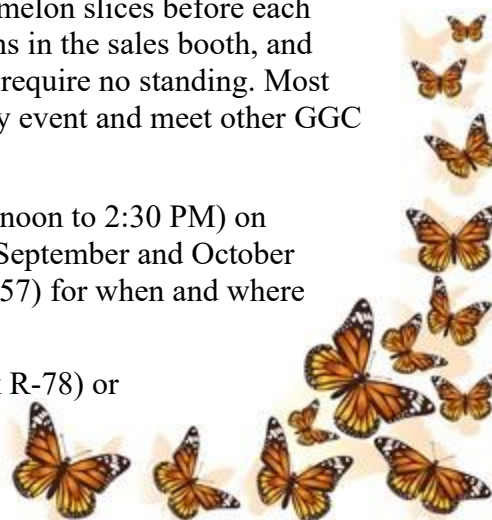 melon slices before each
ns in the sales booth, and
require no standing. Most
y event and meet other GGC
noon to 2:30 PM) on
September and October
57) for when and where
R-78) or